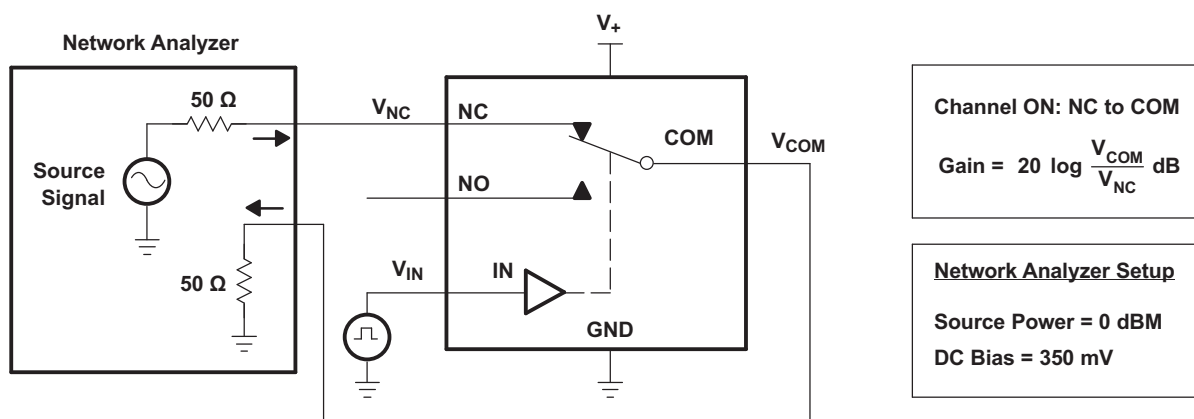 Network Analyzer
50 Ω
Source
Signal
50 Ω
V+
VNC
NC
COM
VCOM
NO
VIN
IN
GND
Channel ON: NC to COM
Gain = 20 log VCOM/VNC dB
Network Analyzer Setup
Source Power = 0 dBM
DC Bias = 350 mV